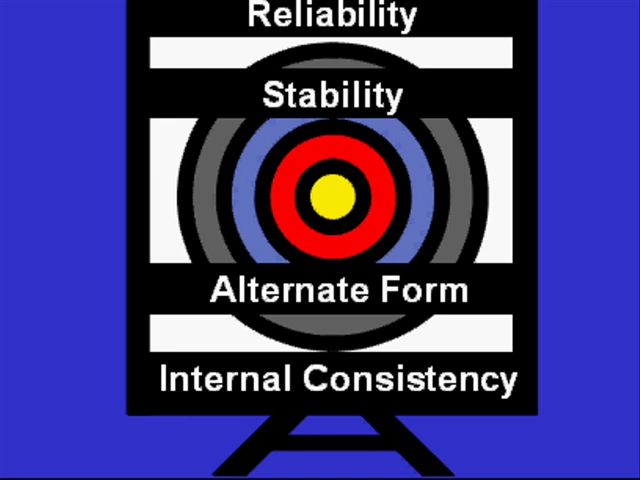 Reliability
Stability
Alternate Form
Internal Consistency